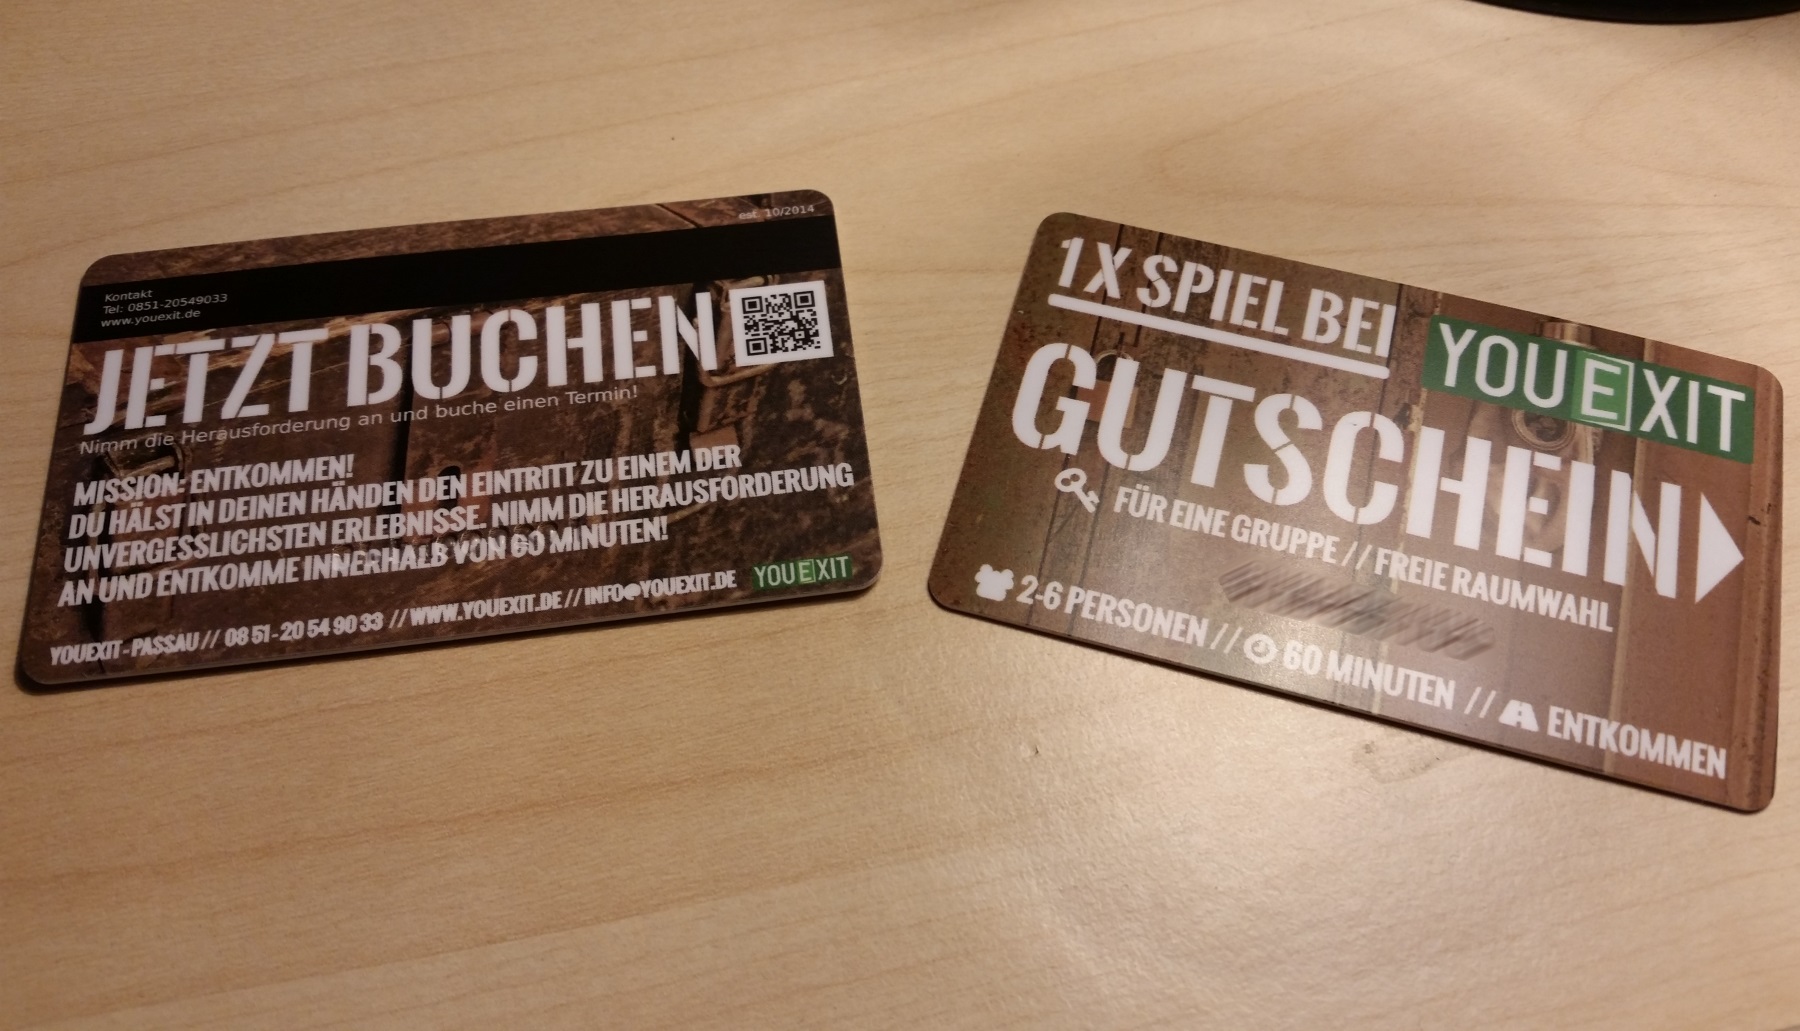 est. 10/2014
Kontakt
Tel: 0851-20549033
www.youexit.de
JETZT BUCHEN
Nimm die Herausforderung an und buche einen Termin!
MISSION: ENTKOMMEN!
DU HÄLST IN DEINEN HÄNDEN DEN EINTRITT ZU EINEM DER
UNVERGESSLICHSTEN ERLEBNISSE. NIMM DIE HERAUSFORDERUNG
AN UND ENTKOMME INNERHALB VON 60 MINUTEN!
YOUEXIT - PASSAU // 08 51 - 20 54 90 33 // WWW.YOUEXIT.DE // INFO@YOUEXIT.DE YOUEXIT
1 X SPIEL BEI
YOUEXIT
GUTSCHEIN
FÜR EINE GRUPPE // FREIE RAUMWAHL
2-6 PERSONEN // 60 MINUTEN // ENTKOMMEN